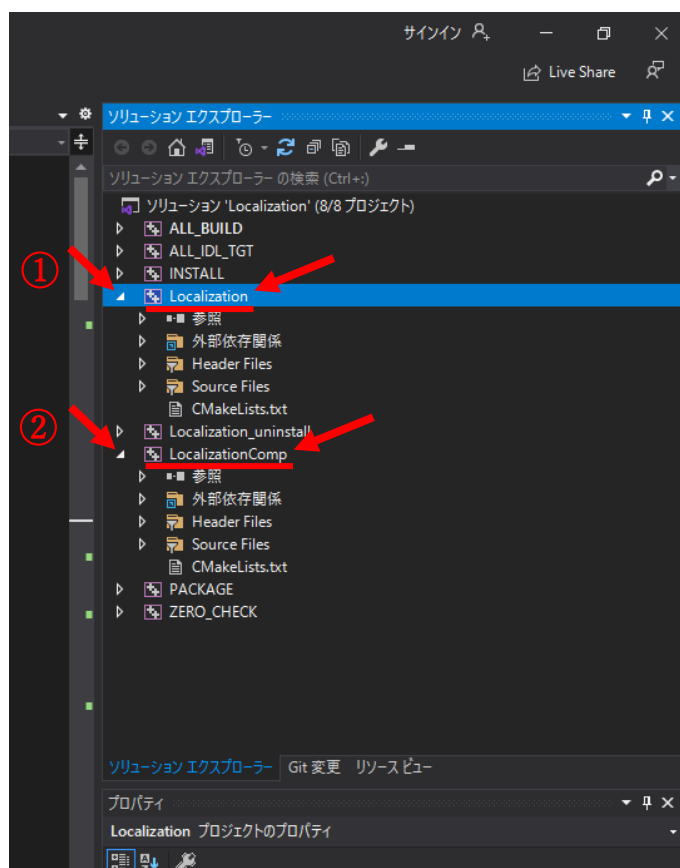 サインイン
Live Share
ソリューション エクスプローラー
ソリューション エクスプローラー の検索 (Ctrl+:)
ソリューション 'Localization' (8/8 プロジェクト)
ALL_BUILD
ALL_IDL_TGT
① INSTALL
Localization
参照
外部依存関係
Header Files
Source Files
CMakeLists.txt
② Localization_uninstall
LocalizationComp
参照
外部依存関係
Header Files
Source Files
CMakeLists.txt
PACKAGE
ZERO_CHECK
ソリューション エクスプローラー Git 変更 リソース ビュー
プロパティ
Localization プロジェクトのプロパティ